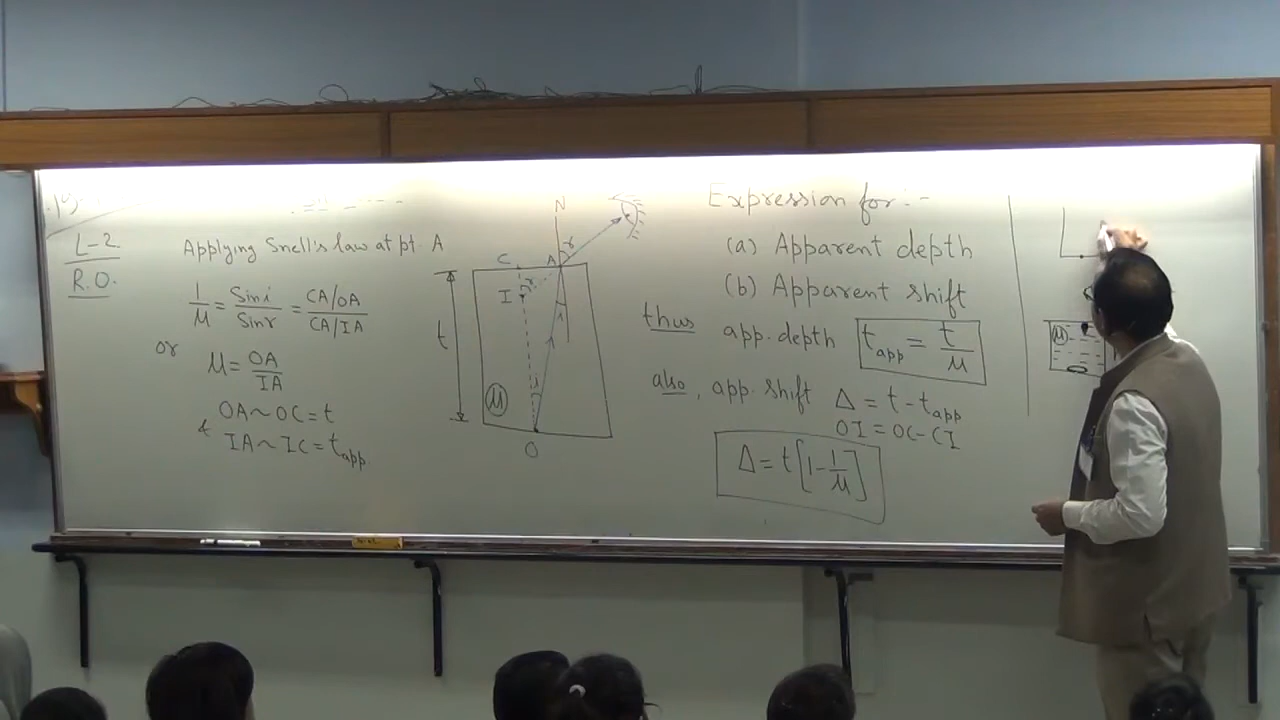 L-2
R.O.
Applying Snell's law at pt. A
1/μ = Sin i/Sin r = CA/OA / CA/IA
or μ = OA/IA
OA ~ OC = t
& IA ~ IC = t_app.
N
r
C
A
r
I
i
t
i
μ
O
Expression for :-
(a) Apparent depth
(b) Apparent shift
thus app. depth t_app = t/μ
also, app. shift Δ = t - t_app
OI = OC - CI
Δ = t[1 - 1/μ]
μ